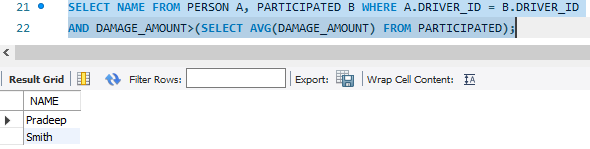 21 SELECT NAME FROM PERSON A, PARTICIPATED B WHERE A.DRIVER_ID = B.DRIVER_ID
22 AND DAMAGE_AMOUNT>(SELECT AVG(DAMAGE_AMOUNT) FROM PARTICIPATED);
Result Grid Filter Rows: Export: Wrap Cell Content: IA
NAME
Pradeep
Smith